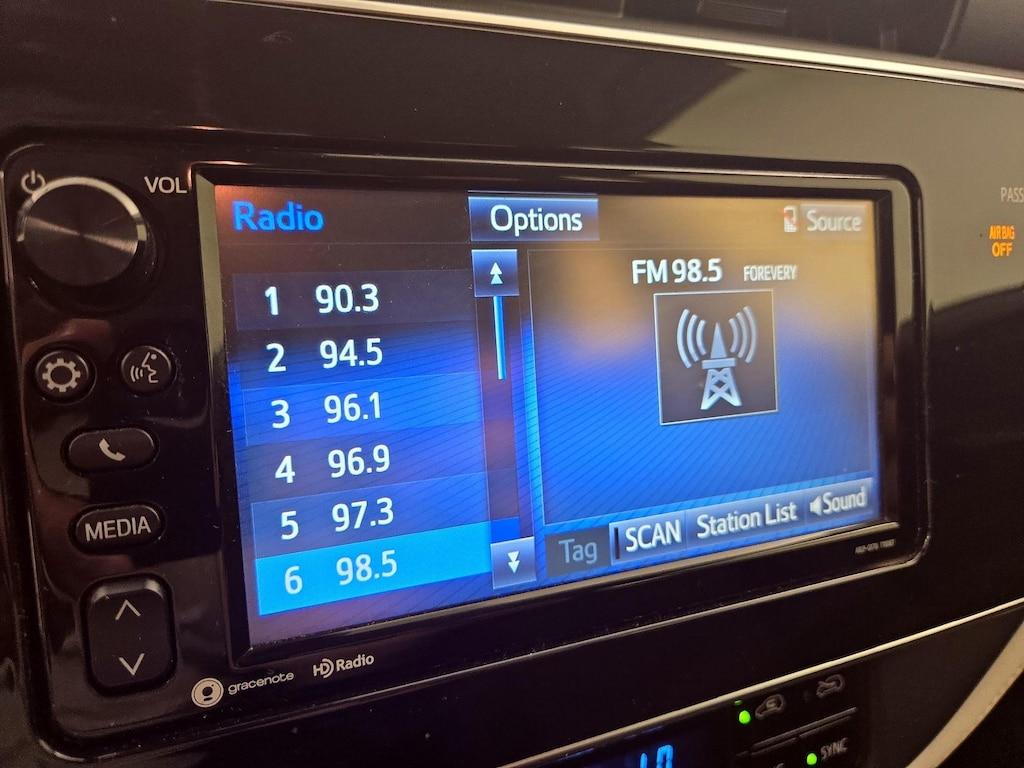 VOL
PASS
AIR BAG
OFF
Radio
Options
Source
1 90.3
2 94.5
3 96.1
4 96.9
5 97.3
6 98.5
FM 98.5 FOREVERY
Tag
SCAN
Station List
Sound
MEDIA
gracenote
HD Radio
SYNC